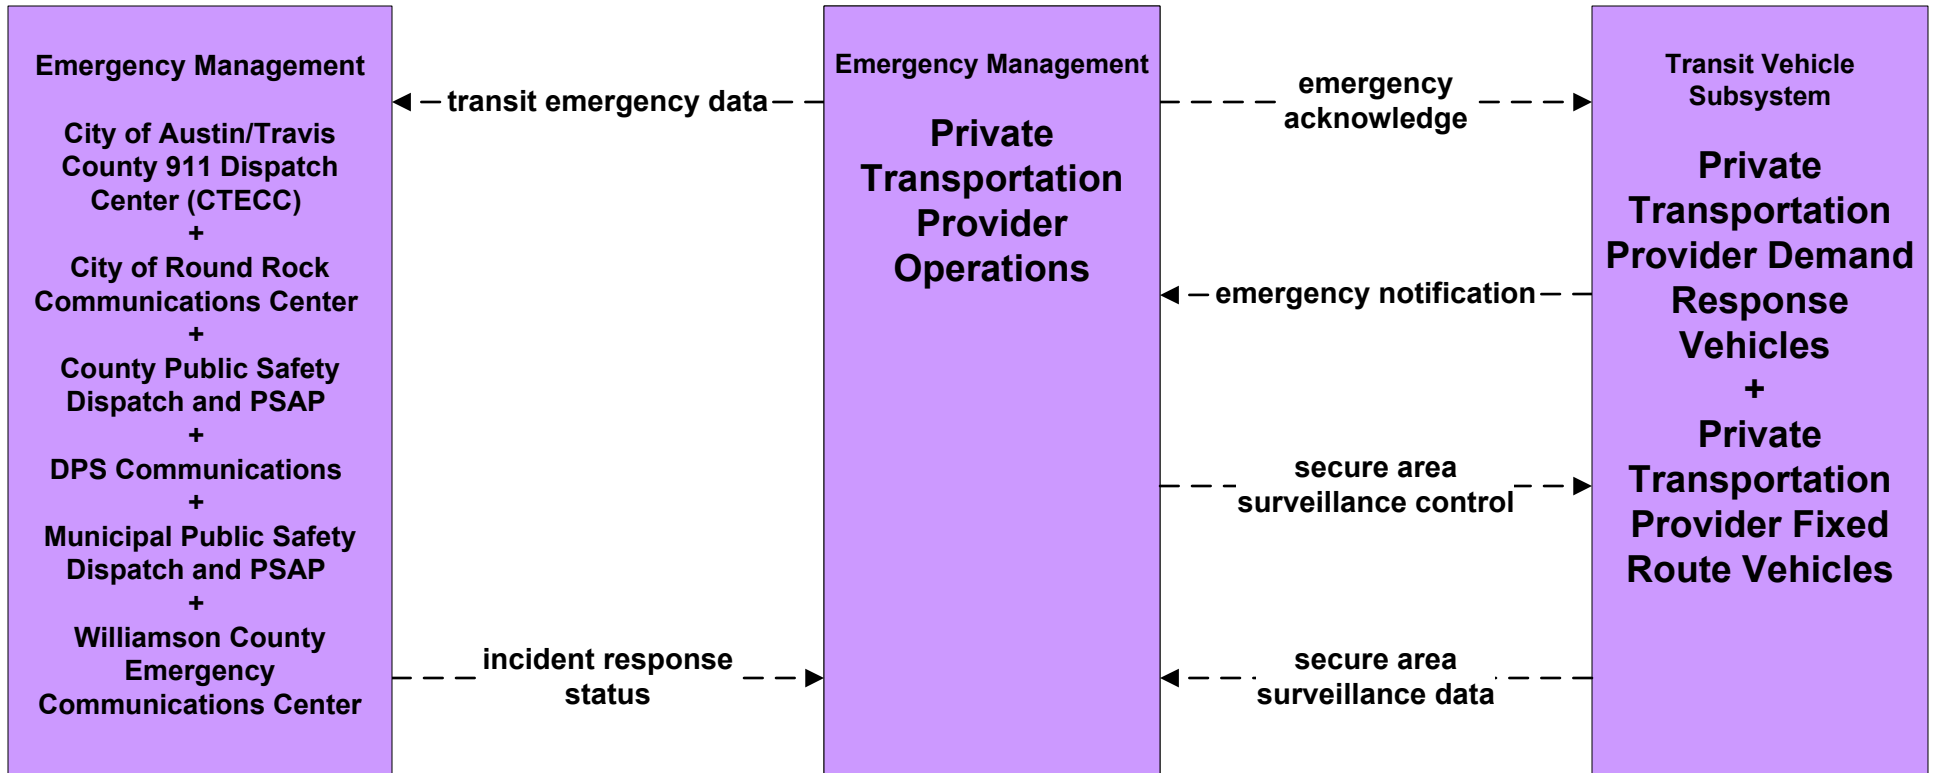 Emergency Management
City of Austin/Travis
County 911 Dispatch
Center (CTECC)
+
City of Round Rock
Communications Center
+
County Public Safety
Dispatch and PSAP
+
DPS Communications
+
Municipal Public Safety
Dispatch and PSAP
+
Williamson County
Emergency
Communications Center
transit emergency data
incident response
status
Emergency Management
Private
Transportation
Provider
Operations
emergency
acknowledge
emergency notification
secure area
surveillance control
secure area
surveillance data
Transit Vehicle
Subsystem
Private
Transportation
Provider Demand
Response
Vehicles
+
Private
Transportation
Provider Fixed
Route Vehicles